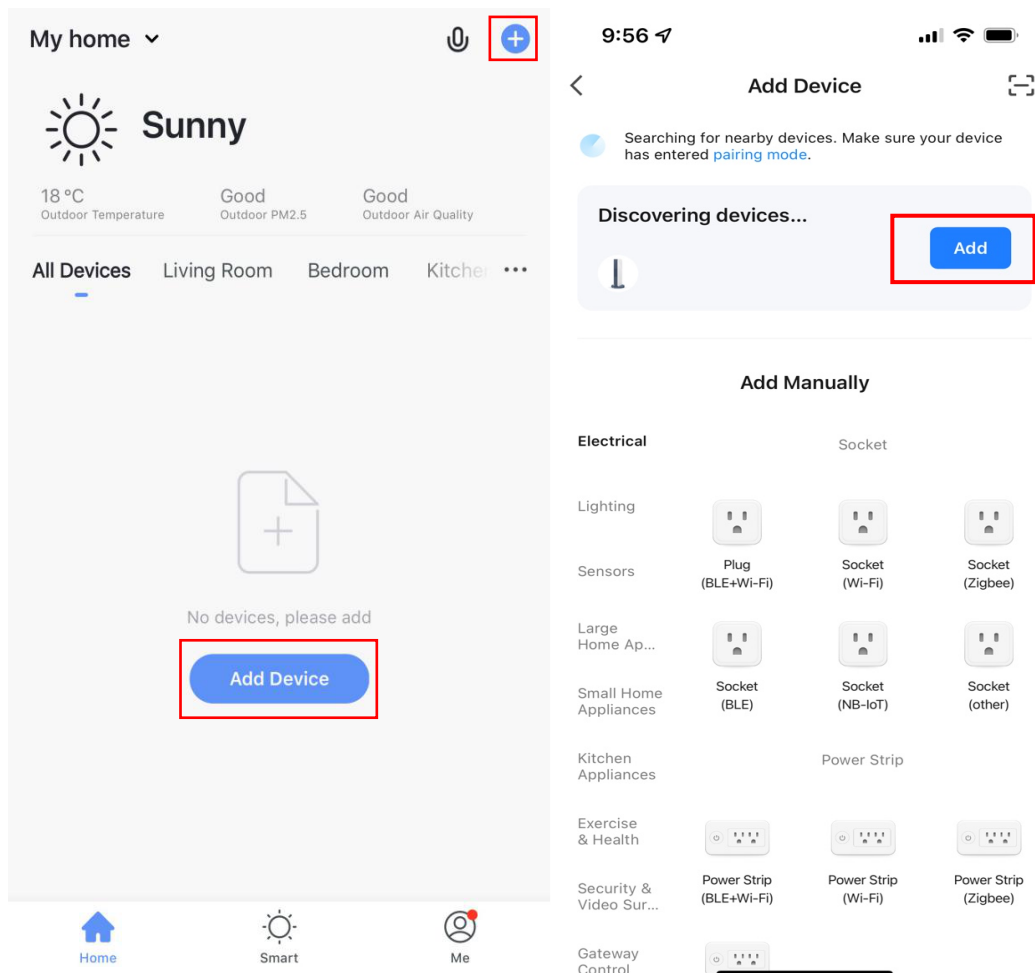 My home
Sunny
18 °C
Good
Good
Outdoor Temperature
Outdoor PM2.5
Outdoor Air Quality
All Devices
Living Room
Bedroom
Kitchen
No devices, please add
Add Device
Home
Smart
Me
9:56
Add Device
Searching for nearby devices. Make sure your device
has entered pairing mode.
Discovering devices...
Add
Add Manually
Electrical
Lighting
Sensors
Large
Home Ap...
Small Home
Appliances
Kitchen
Appliances
Exercise
& Health
Security &
Video Sur...
Gateway
Control
Socket
Plug
(BLE+Wi-Fi)
Socket
(Wi-Fi)
Socket
(Zigbee)
Socket
(BLE)
Socket
(NB-IoT)
Socket
(other)
Power Strip
Power Strip
(BLE+Wi-Fi)
Power Strip
(Wi-Fi)
Power Strip
(Zigbee)